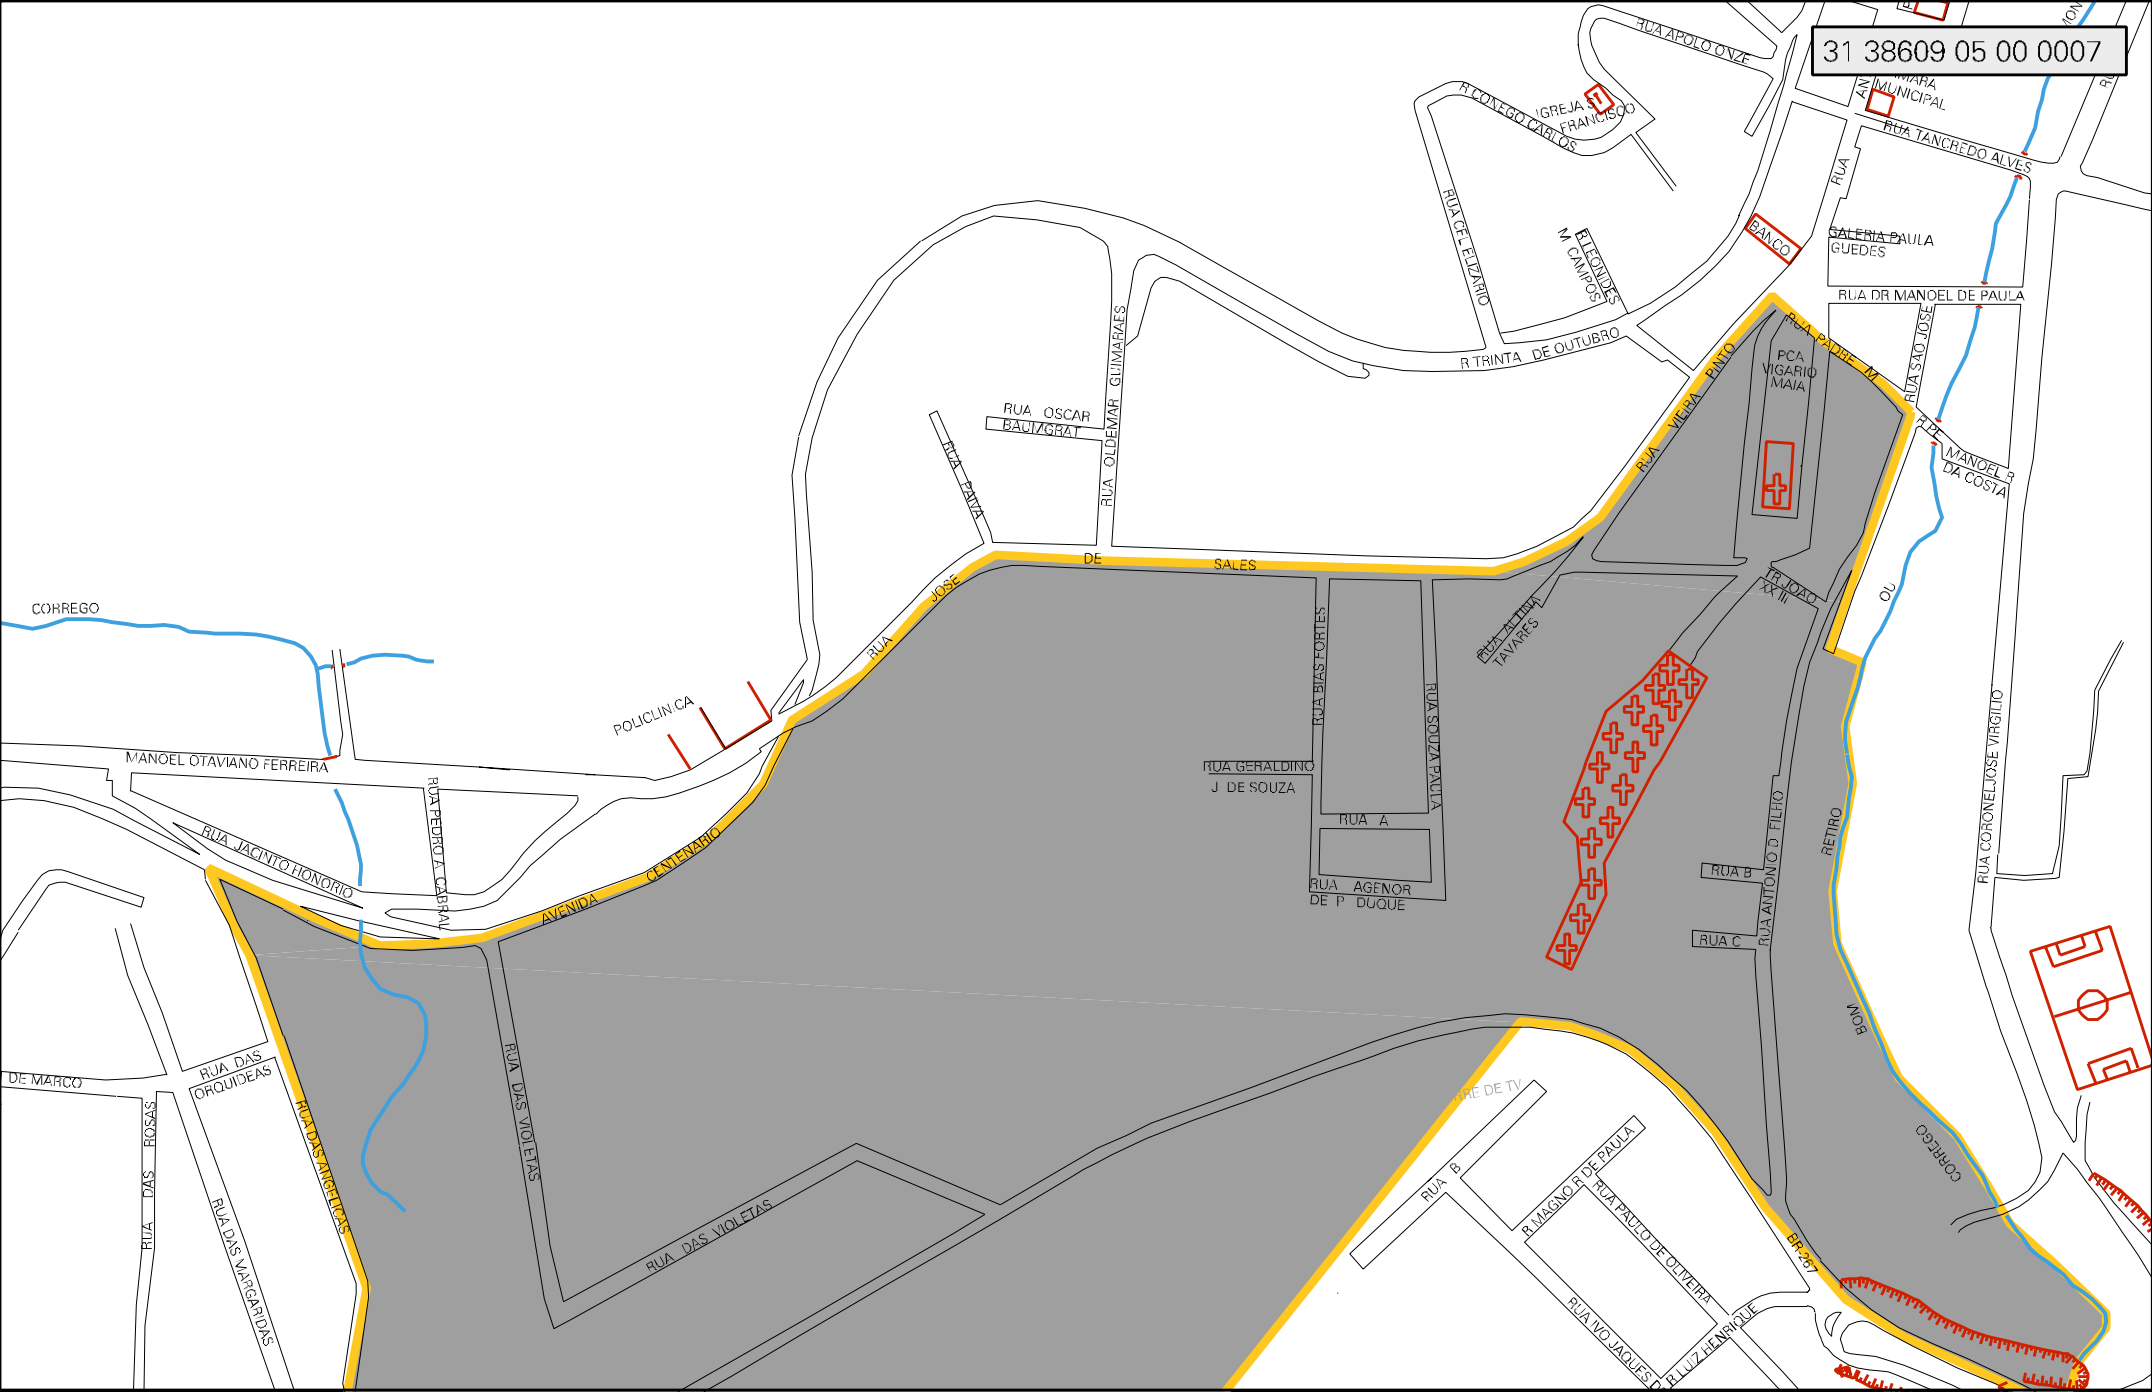 31 38609 05 00 0007
RUA APOLO ONZE
R CONEGO CARLOS
IGREJA S
FRANCISCO
MUNICIPAL
RUA TANCREDO ALVES
RUA
RUA CEL ELIZARIO
R LEONIDES
M CAMPOS
BANCO
GALERIA PAULA
GUEDES
RUA DR MANOEL DE PAULA
RUA SAO JOSE
R TRINTA DE OUTUBRO
RUA PADRE M
PCA
VIGARIO
MAIA
RUA VIEIRA PINTO
R PE
MANOEL R
DA COSTA
RUA OLDEMAR GUIMARAES
RUA OSCAR
BAUMGRAT
RUA PAIVA
RUA JOSE DE SALES
CORREGO
TR JOAO
XX III
OU
RUA ALTINA
TAVARES
RUA BIAS FORTES
RUA SOUZA PAULA
POLICLINICA
MANOEL OTAVIANO FERREIRA
RUA PEDRO A CABRAL
RUA JACINTO HONORIO
AVENIDA CENTENARIO
RUA GERALDINO
J DE SOUZA
RUA A
RUA AGENOR
DE P DUQUE
RUA ANTONIO D FILHO
RUA B
RUA C
RETIRO
BOM
CORREGO
RUA CORONELJOSE VIRGILIO
DE MARCO
RUA DAS
ORQUIDEAS
RUA DAS ROSAS
RUA DAS MARGARIDAS
RUA DAS ANGELICAS
RUA DAS VIOLETAS
RUA DAS VIOLETAS
RRE DE TV
RUA B
R MAGNO R DE PAULA
RUA PAULO DE OLIVEIRA
RUA IVO JAQUES D
R LUIZ HENRIQUE
BR-267